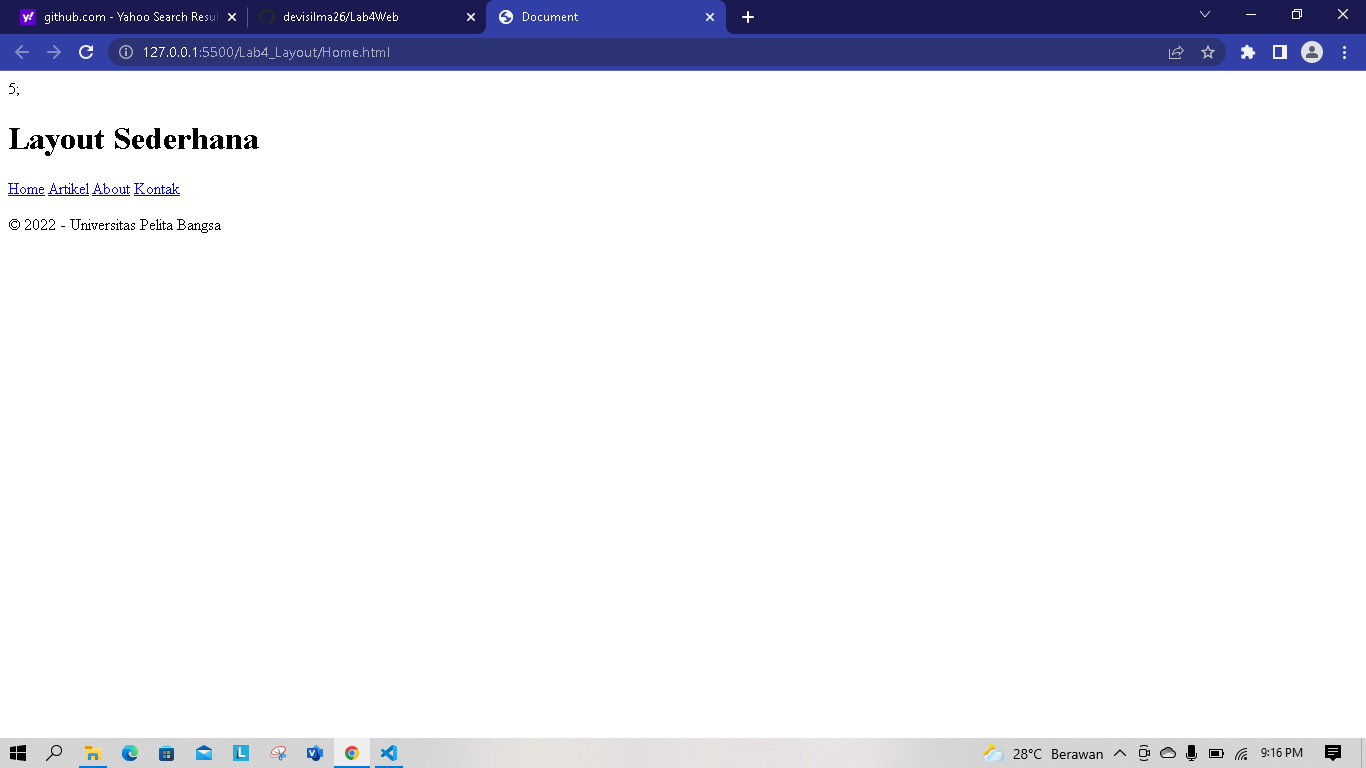 github.com - Yahoo Search Resul
devisilma26/Lab4Web
Document
127.0.0.1:5500/Lab4_Layout/Home.html
5;
Layout Sederhana
Home Artikel About Kontak
© 2022 - Universitas Pelita Bangsa
28°C Berawan
9:16 PM